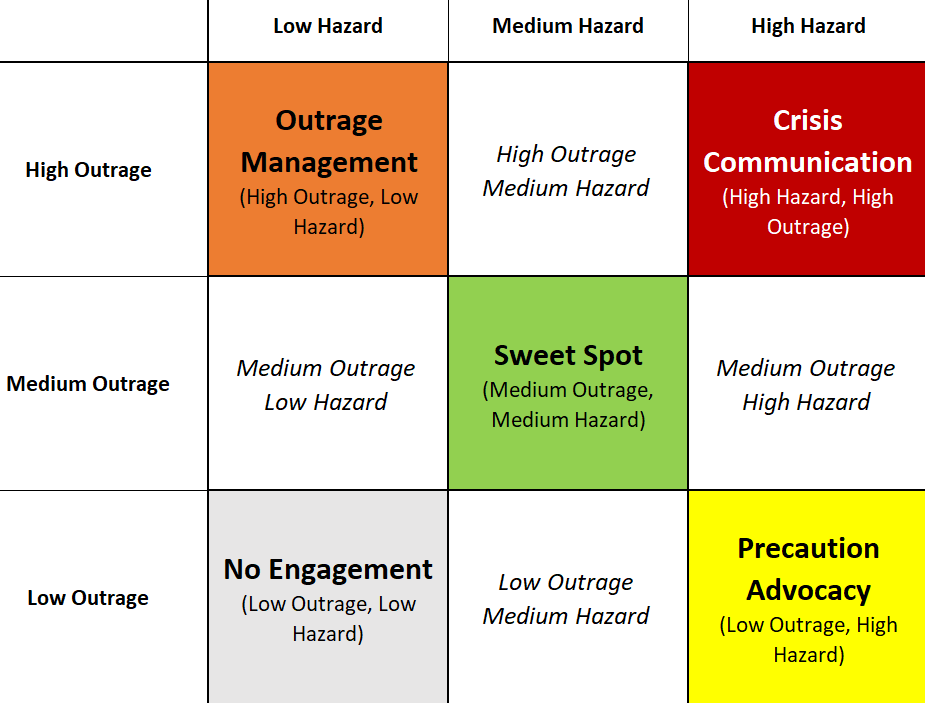 Low Hazard
Medium Hazard
High Hazard
High Outrage
Outrage
Management
(High Outrage, Low
Hazard)
High Outrage
Medium Hazard
Crisis
Communication
(High Hazard, High
Outrage)
Medium Outrage
Medium Outrage
Low Hazard
Sweet Spot
(Medium Outrage,
Medium Hazard)
Medium Outrage
High Hazard
Low Outrage
No Engagement
(Low Outrage, Low
Hazard)
Low Outrage
Medium Hazard
Precaution
Advocacy
(Low Outrage, High
Hazard)